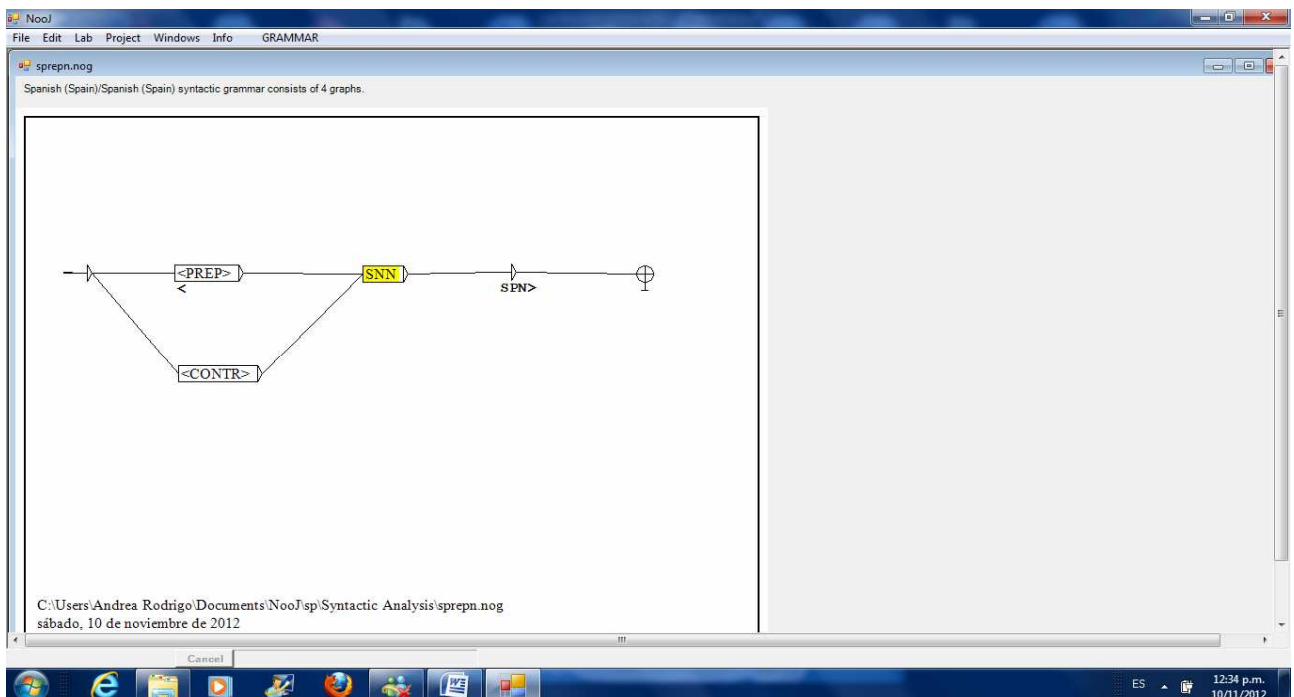 NooJ
File Edit Lab Project Windows Info GRAMMAR
sprepn.nog
Spanish (Spain)/Spanish (Spain) syntactic grammar consists of 4 graphs.
<PREP> SNN
< SPN>
<CONTR>
C:\Users\Andrea Rodrigo\Documents\NooJ\sp\Syntactic Analysis\sprepn.nog
sábado, 10 de noviembre de 2012
Cancel
ES 12:34 p.m.
10/11/2012